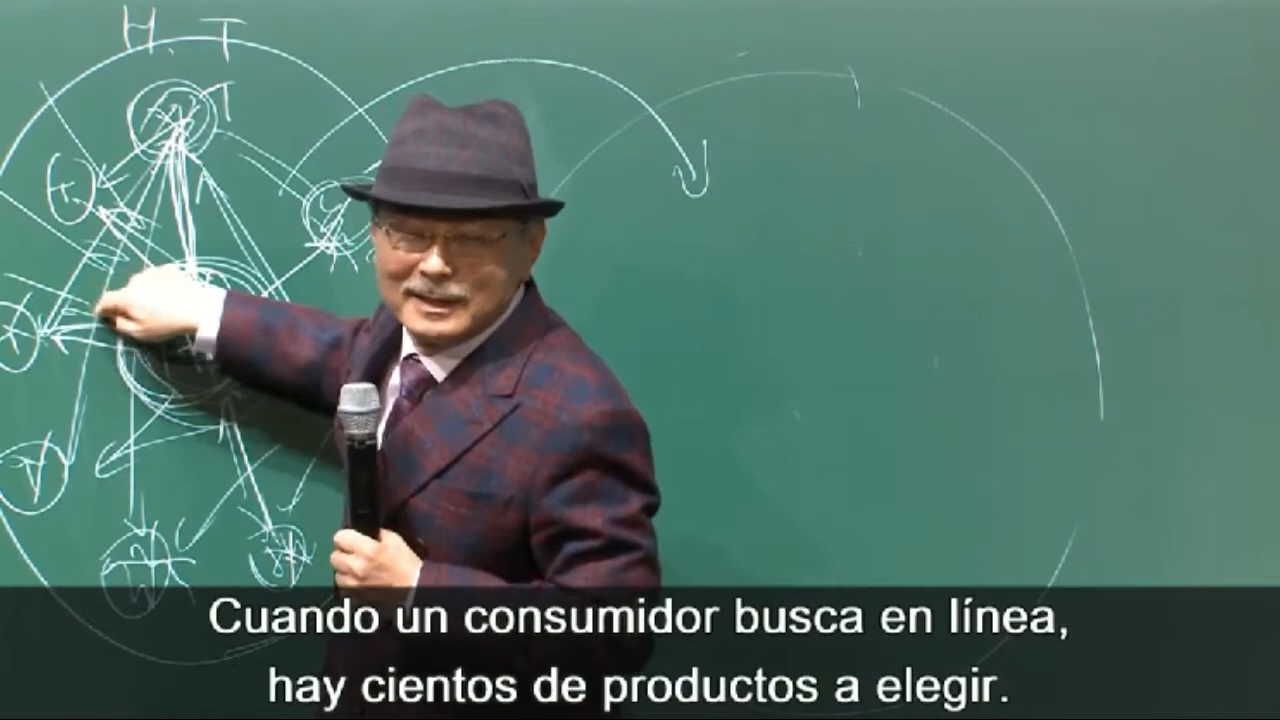 H. T
T
Cuando un consumidor busca en línea,
hay cientos de productos a elegir.